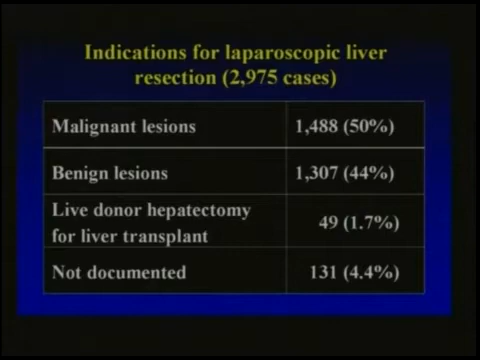 Indications for laparoscopic liver
resection (2,975 cases)
Malignant lesions 1,488 (50%)
Benign lesions 1,307 (44%)
Live donor hepatectomy
for liver transplant 49 (1.7%)
Not documented 131 (4.4%)